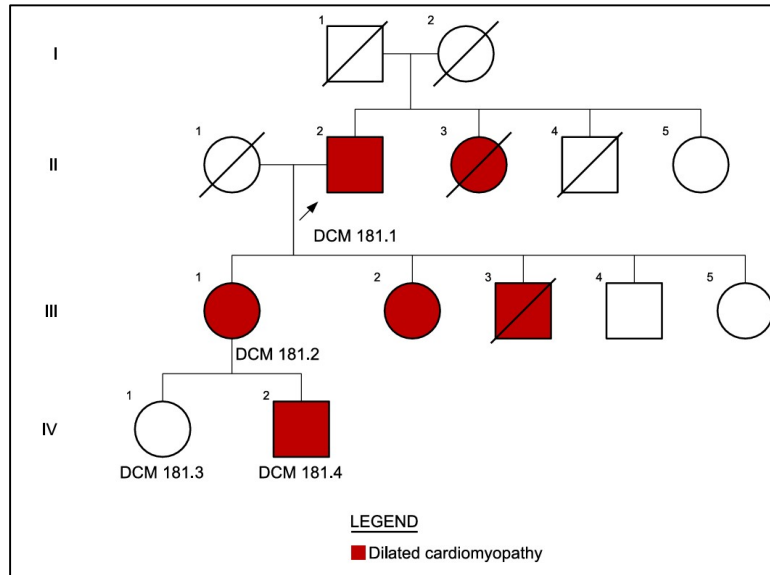 1 2
I
1 2 3 4 5
II
DCM 181.1
1 2 3 4 5
III
DCM 181.2
1 2
IV
DCM 181.3 DCM 181.4
LEGEND
Dilated cardiomyopathy